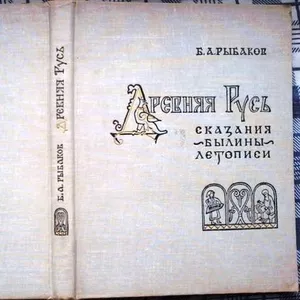 Б.А. РЫБАКОВ
ДРЕВНЯЯ РУСЬ
СКАЗАНИЯ
~БЫЛИНЫ~
ЛЕТОПИСИ
Б.А. РЫБАКОВ ДРЕВНЯЯ РУСЬ